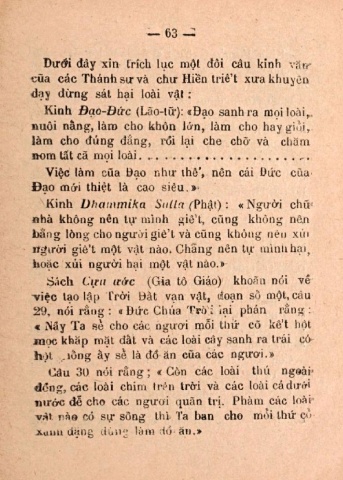 — 63 —
Dưới đây xin trích lục một đôi câu kinh văn
của các Thánh sư và chư Hiền triết xưa khuyên
dạy dừng sát hại loài vật :
Kinh Đạo-Đức (Lão-tử): «Đạo sanh ra mọi loài,
nuôi nẵng, làm cho khôn lớn, làm cho hay giỏi,
làm cho đúng đắng, rồi lại che chở và chăm
nom tất cả mọi loài. . . . . . . . . . . . . . . . . .
Việc làm của Đạo như thế, nên cái Đức của
Đạo mới thiệt là cao siêu.»
Kinh Dhammika Sutta (Phật) : « Người chủ
nhà không nên tự mình giết, cũng không nên
bằng lòng cho người giết và cũng không nên xúi
người giết một vật nào. Chẳng nên tự mình hại,
hoặc xúi người hại một vật nào.»
Sách Cựu ước (Gia tô Giáo) khoãn nói về
việc tạo lập Trời Đất vạn vật, đoạn số một, câu
29, nói rằng : « Đức Chúa Trời lại phán rằng :
« Nầy Ta sẽ cho các ngươi mỗi thứ cỏ kết hột
mọc khắp mặt đất và các loài cây sanh ra trái có
hột giống ấy sẽ là đồ ăn của các ngươi.»
Câu 30 nói rằng ; « Còn các loài thú ngoài
đồng, các loài chim trên trời và các loài cá dưới
nước để cho các ngươi quãn trị. Phàm các loài
vật nào có sự sống thì Ta ban cho mỗi thứ cỏ
xanh dặng dùng làm đồ ăn.»